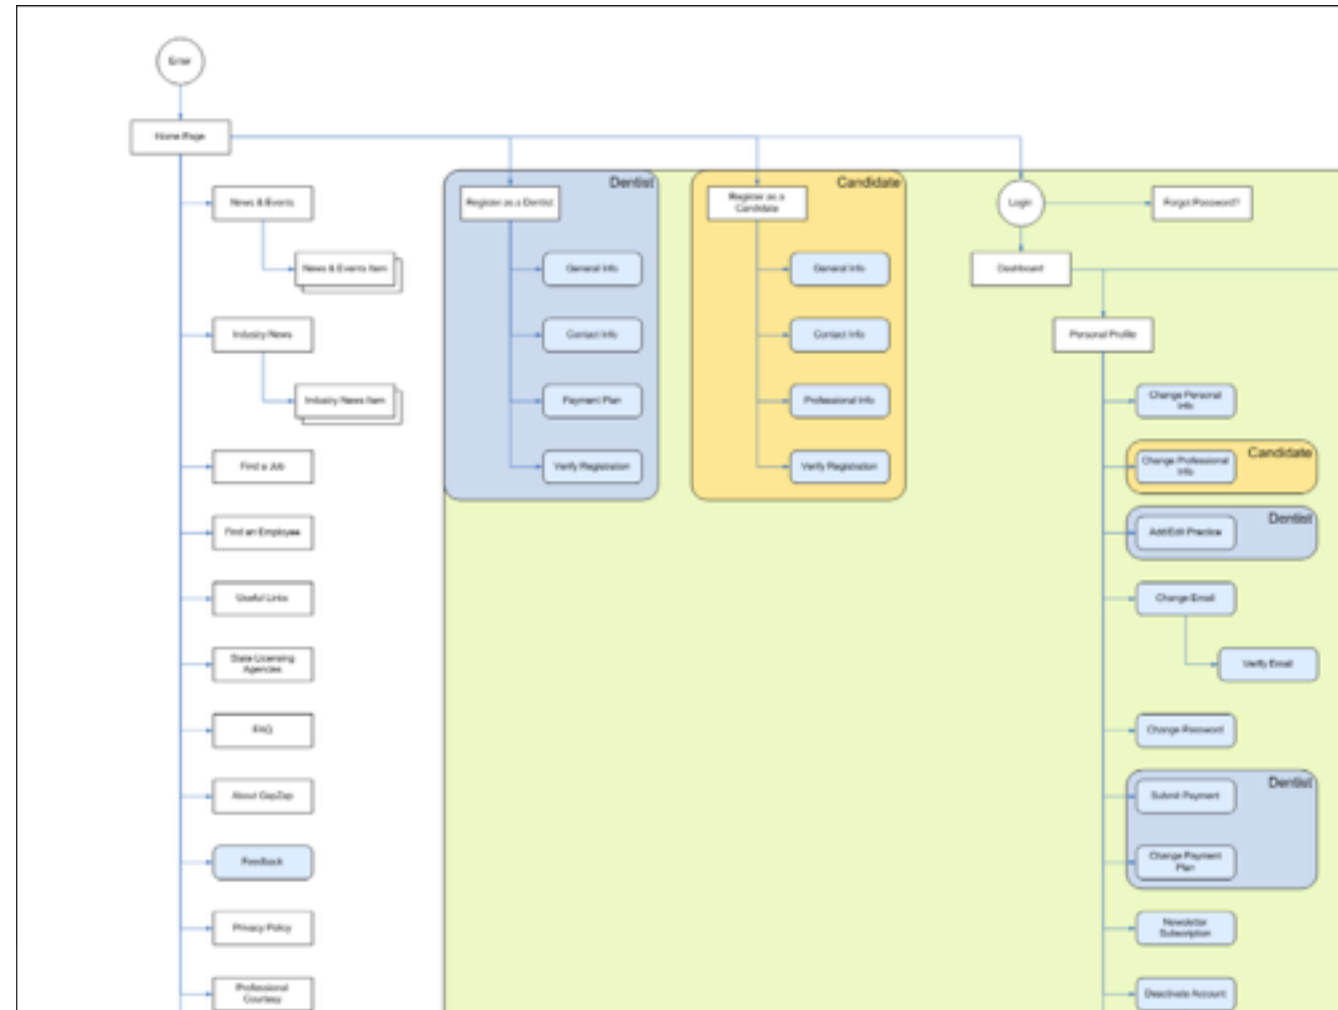 Enter
Home Page
News & Events
News & Events Item
Industry News
Industry News Item
Find a Job
Find an Employee
Useful Links
State Licensing
Agencies
FAQ
About GapZap
Feedback
Privacy Policy
Professional
Courtesy
Dentist
Register as a Dentist
General Info
Contact Info
Payment Plan
Verify Registration
Candidate
Register as a
Candidate
General Info
Contact Info
Professional Info
Verify Registration
Login
Forgot Password?
Dashboard
Personal Profile
Change Personal
Info
Candidate
Change Professional
Info
Dentist
Add/Edit Practice
Change Email
Verify Email
Change Password
Dentist
Submit Payment
Change Payment
Plan
Newsletter
Subscription
Deactivate Account